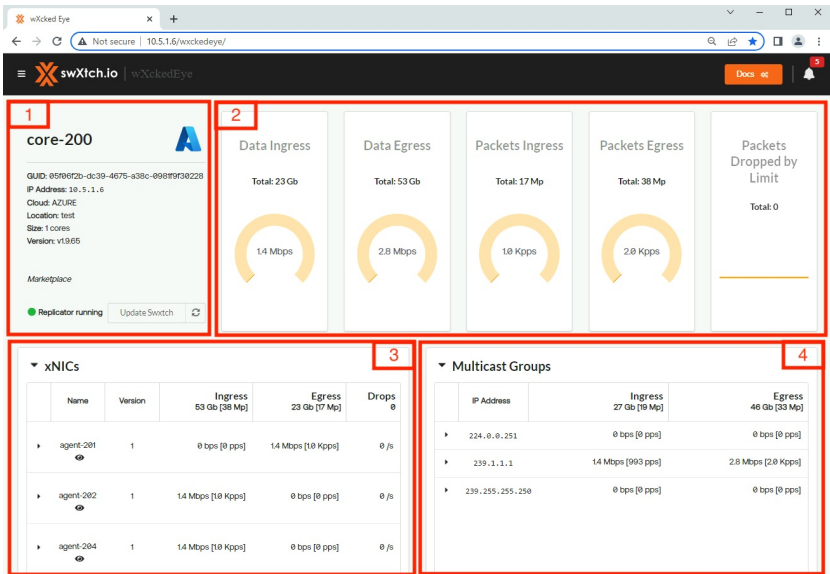 wXcked Eye
Not secure | 10.5.1.6/wxckedeye/
swXtch.io | wXckedEye
Docs
5
1
core-200
GUID: 05f06f2b-dc39-4675-a38c-0981f9f30228
IP Address: 10.5.1.6
Cloud: AZURE
Location: test
Size: 1 cores
Version: v1.9.65
Marketplace
Replicator running
Update Swxtch
2
Data Ingress
Total: 23 Gb
1.4 Mbps
Data Egress
Total: 53 Gb
2.8 Mbps
Packets Ingress
Total: 17 Mp
1.0 Kpps
Packets Egress
Total: 38 Mp
2.0 Kpps
Packets
Dropped by
Limit
Total: 0
3
xNICs
Name Version Ingress Egress Drops
53 Gb [38 Mp] 23 Gb [17 Mp] 0
agent-201 1 0 bps [0 pps] 1.4 Mbps [1.0 Kpps] 0 /s
agent-202 1 1.4 Mbps [1.0 Kpps] 0 bps [0 pps] 0 /s
agent-204 1 1.4 Mbps [1.0 Kpps] 0 bps [0 pps] 0 /s
4
Multicast Groups
IP Address Ingress Egress
27 Gb [19 Mp] 46 Gb [33 Mp]
224.0.0.251 0 bps [0 pps] 0 bps [0 pps]
239.1.1.1 1.4 Mbps [993 pps] 2.8 Mbps [2.0 Kpps]
239.255.255.250 0 bps [0 pps] 0 bps [0 pps]